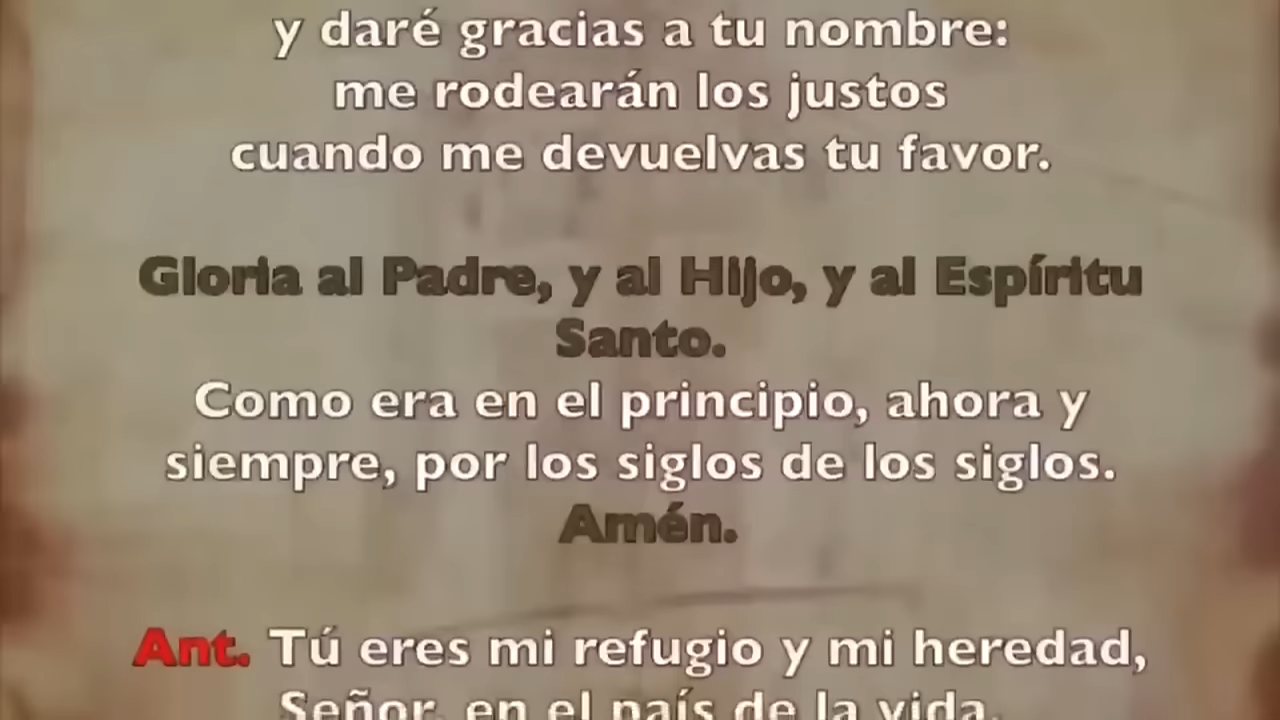 y daré gracias a tu nombre:
me rodearán los justos
cuando me devuelvas tu favor.
Gloria al Padre, y al Hijo, y al Espíritu
Santo.
Como era en el principio, ahora y
siempre, por los siglos de los siglos.
Amén.
Ant. Tú eres mi refugio y mi heredad,
Señor, en el país de la vida.